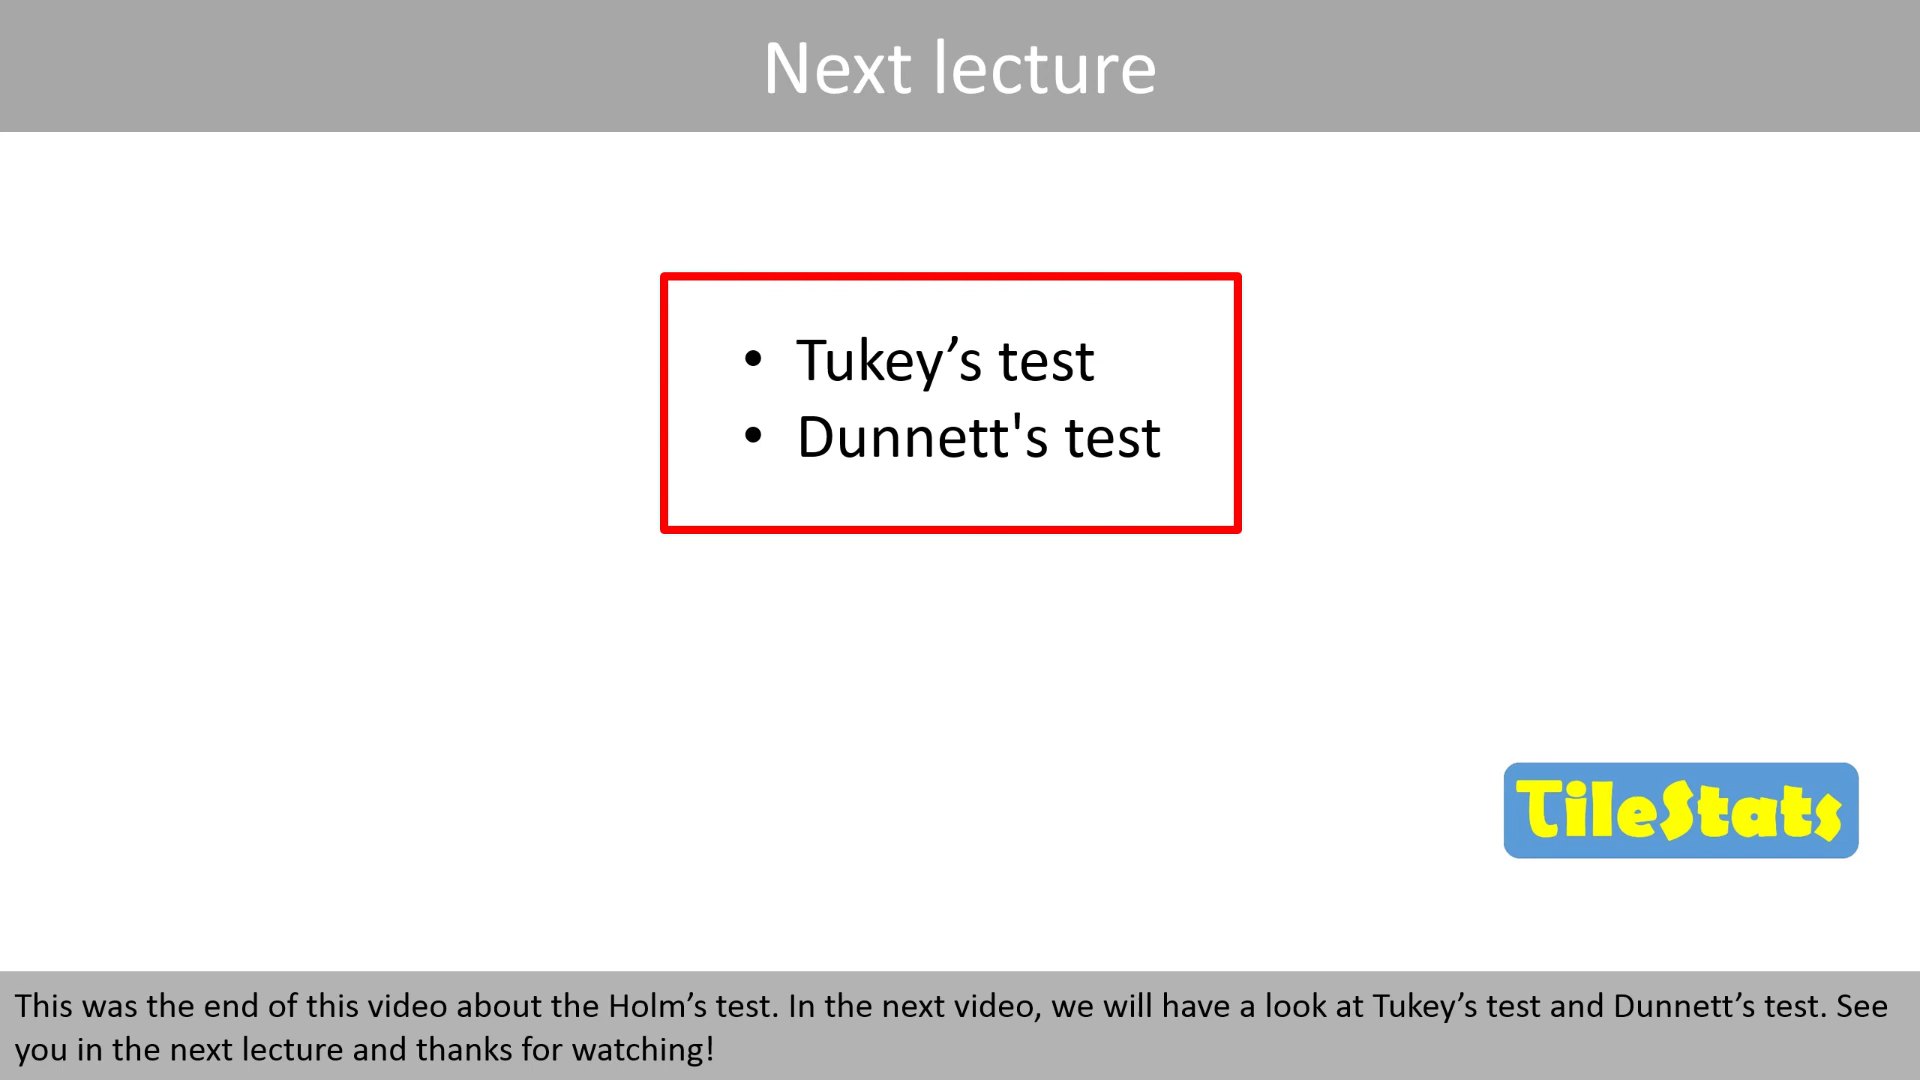 Next lecture
• Tukey’s test
• Dunnett's test
TileStats
This was the end of this video about the Holm’s test. In the next video, we will have a look at Tukey’s test and Dunnett’s test. See
you in the next lecture and thanks for watching!